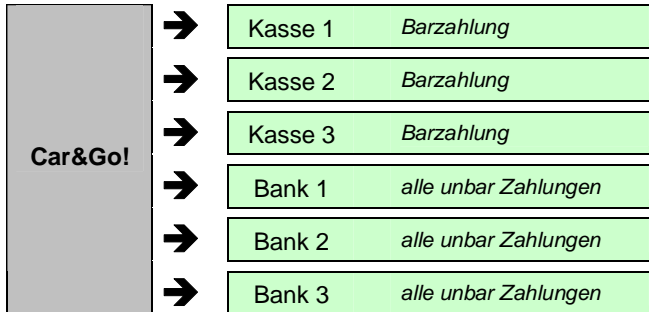 Car&Go!
Kasse 1 Barzahlung
Kasse 2 Barzahlung
Kasse 3 Barzahlung
Bank 1 alle unbar Zahlungen
Bank 2 alle unbar Zahlungen
Bank 3 alle unbar Zahlungen